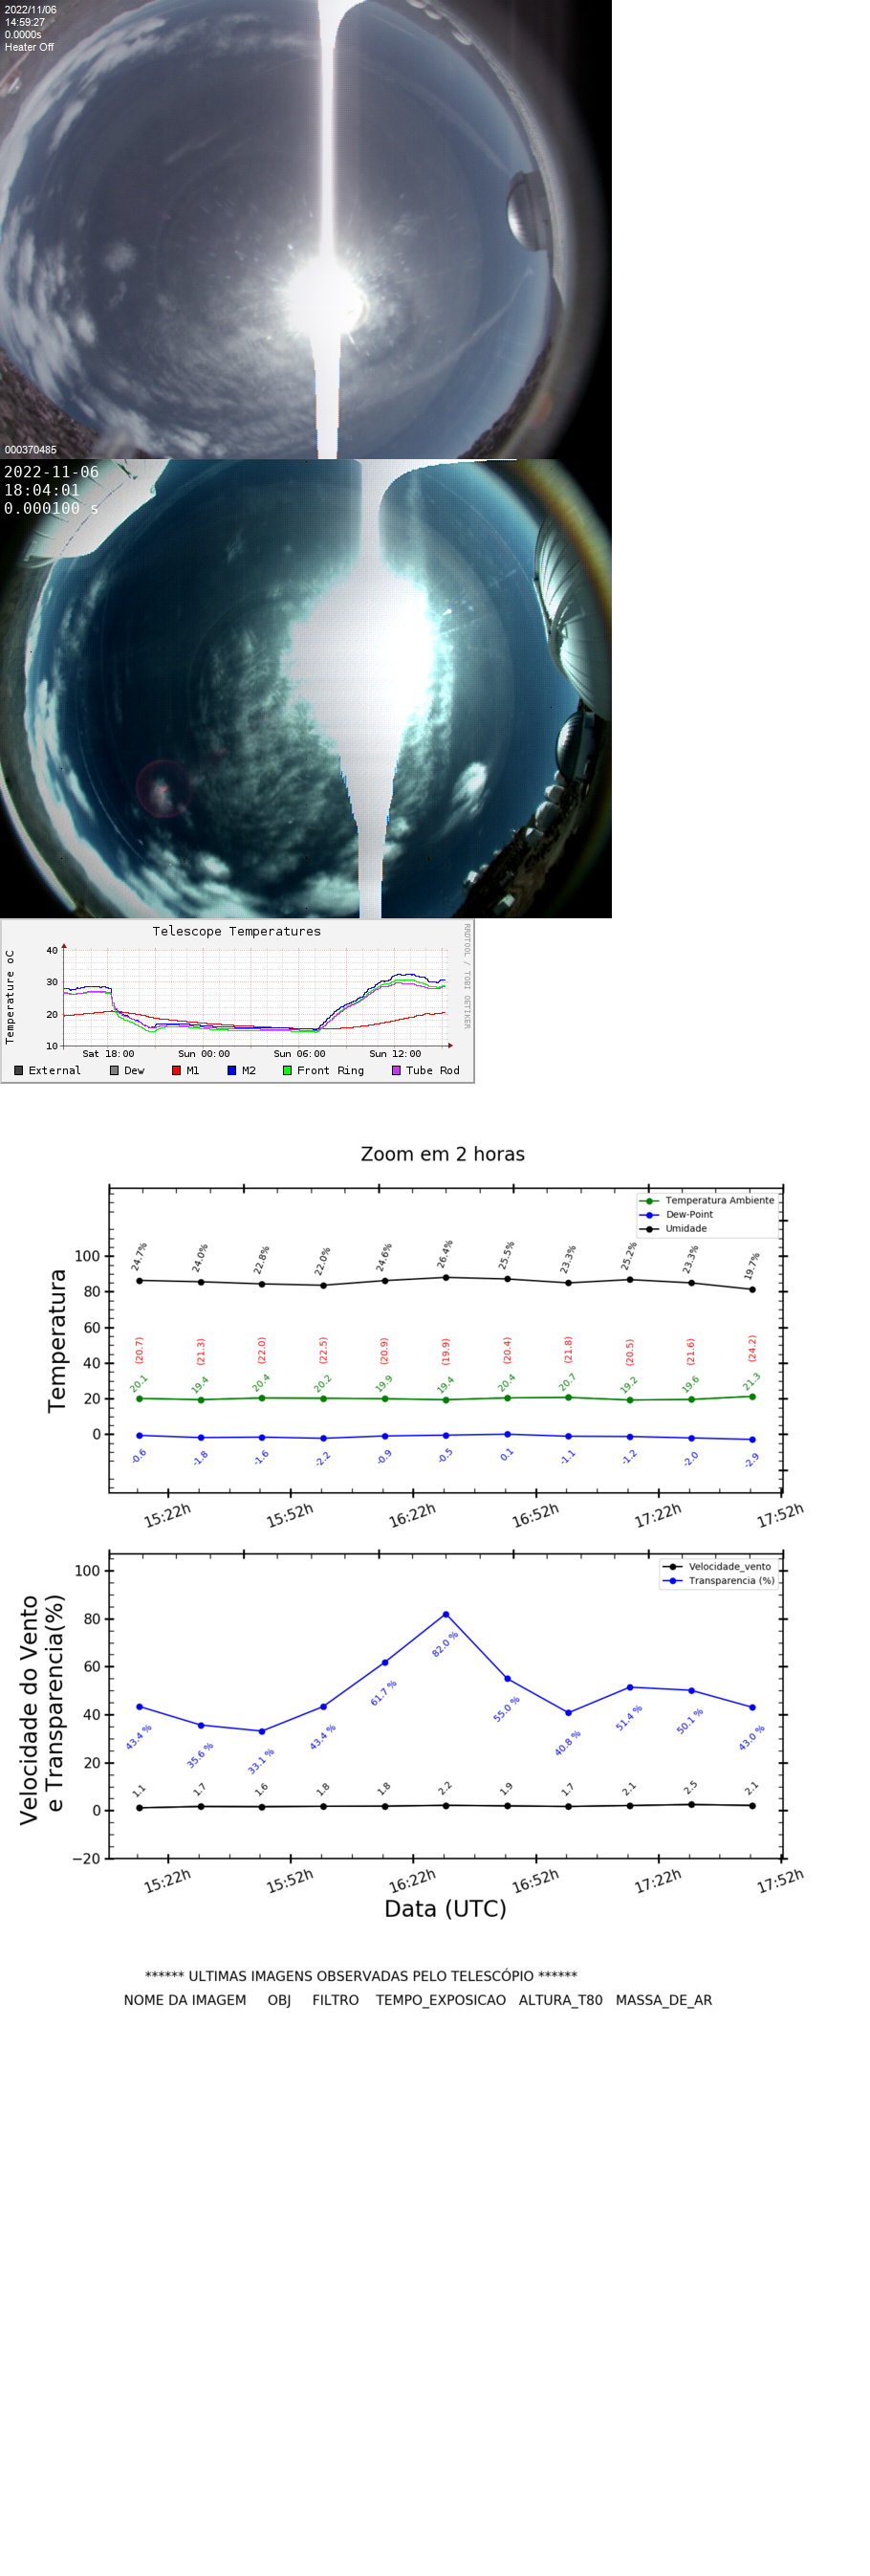 2022/11/06
14:59:27
0.0000s
Heater Off
000370485
2022-11-06
18:04:01
0.000100 s
Telescope Temperatures
RRDTOOL / TOBI OETIKER
Temperature oC
40
30
20
10
Sat 18:00 Sun 00:00 Sun 06:00 Sun 12:00
External Dew M1 M2 Front Ring Tube Rod
Zoom em 2 horas
Temperatura Ambiente
Dew-Point
Umidade
Temperatura
100
80
60
40
20
0
24.7% 24.0% 22.8% 22.0% 24.6% 26.4% 25.5% 23.3% 25.2% 23.3% 19.7%
(20.7) (21.3) (22.0) (22.5) (20.9) (19.9) (20.4) (21.8) (20.5) (21.6) (24.2)
20.1 19.4 20.4 20.2 19.9 19.4 20.4 20.7 19.2 19.6 21.3
-0.6 -1.8 -1.6 -2.2 -0.9 -0.5 0.1 -1.1 -1.2 -2.0 -2.9
15:22h 15:52h 16:22h 16:52h 17:22h 17:52h
Velocidade_vento
Transparencia (%)
Velocidade do Vento
e Transparencia(%)
100
80
60
40
20
0
−20
43.4 % 35.6 % 33.1 % 43.4 % 61.7 % 82.0 % 55.0 % 40.8 % 51.4 % 50.1 % 43.0 %
1.1 1.7 1.6 1.8 1.8 2.2 1.9 1.7 2.1 2.5 2.1
15:22h 15:52h 16:22h 16:52h 17:22h 17:52h
Data (UTC)
****** ULTIMAS IMAGENS OBSERVADAS PELO TELESCÓPIO ******
NOME DA IMAGEM OBJ FILTRO TEMPO_EXPOSICAO ALTURA_T80 MASSA_DE_AR